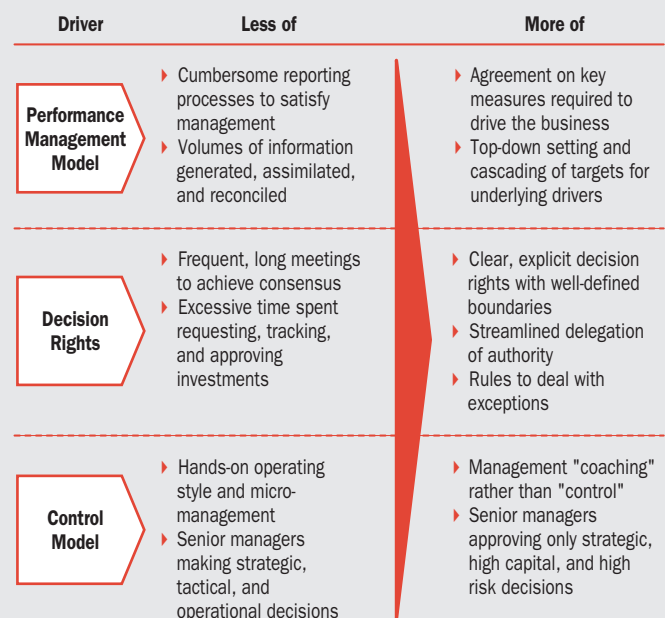 Driver
Less of
More of
Performance
Management
Model
Cumbersome reporting
processes to satisfy
management
Volumes of information
generated, assimilated,
and reconciled
Agreement on key
measures required to
drive the business
Top-down setting and
cascading of targets for
underlying drivers
Decision
Rights
Frequent, long meetings
to achieve consensus
Excessive time spent
requesting, tracking,
and approving
investments
Clear, explicit decision
rights with well-defined
boundaries
Streamlined delegation
of authority
Rules to deal with
exceptions
Control
Model
Hands-on operating
style and micro-
management
Senior managers
making strategic,
tactical, and
operational decisions
Management "coaching"
rather than "control"
Senior managers
approving only strategic,
high capital, and high
risk decisions